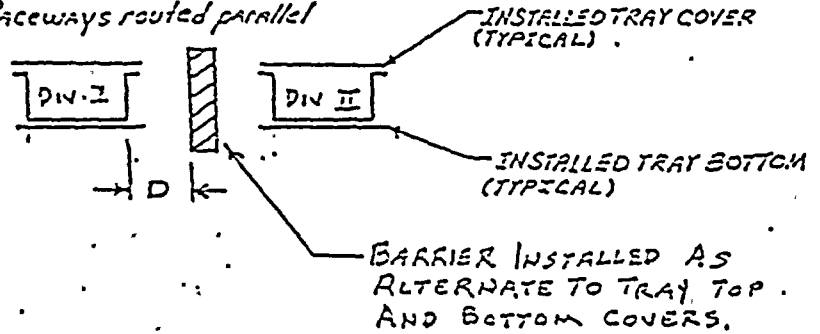 Raceways routed parallel
INSTALLED TRAY COVER
(TYPICAL).
DIV. I
DIV II
INSTALLED TRAY BOTTOM
(TYPICAL)
D
BARRIER INSTALLED AS
ALTERNATE TO TRAY TOP
AND BOTTOM COVERS.